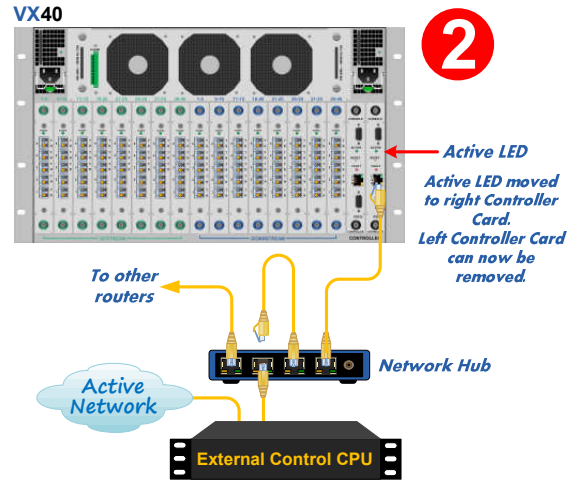 VX40
2
CONTROLLER
Active LED
Active LED moved
to right Controller
Card.
Left Controller Card
can now be
removed.
To other
routers
Network Hub
Active
Network
External Control CPU